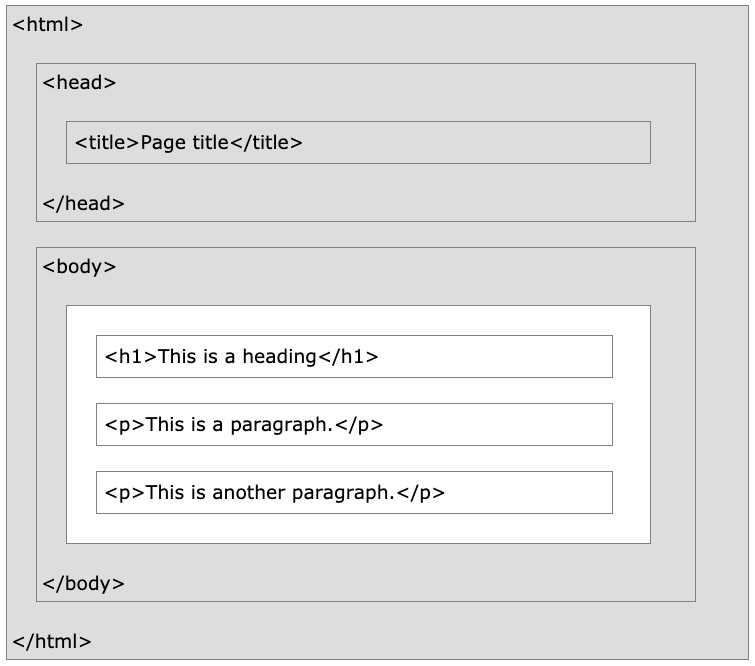 <html>
<head>
<title>Page title</title>
</head>
<body>
<h1>This is a heading</h1>
<p>This is a paragraph.</p>
<p>This is another paragraph.</p>
</body>
</html>